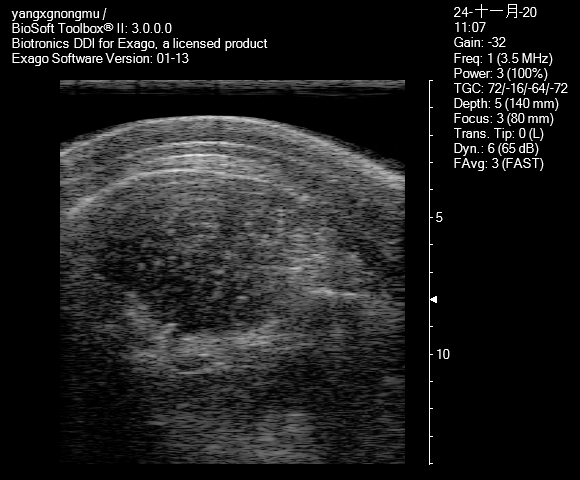 yangxgnongmu /
BioSoft Toolbox® II: 3.0.0.0
Biotronics DDI for Exago, a licensed product
Exago Software Version: 01-13
24-十一月-20
11:07
Gain: -32
Freq: 1 (3.5 MHz)
Power: 3 (100%)
TGC: 72/-16/-64/-72
Depth: 5 (140 mm)
Focus: 3 (80 mm)
Trans. Tip: 0 (L)
Dyn.: 6 (65 dB)
FAvg: 3 (FAST)
5
10